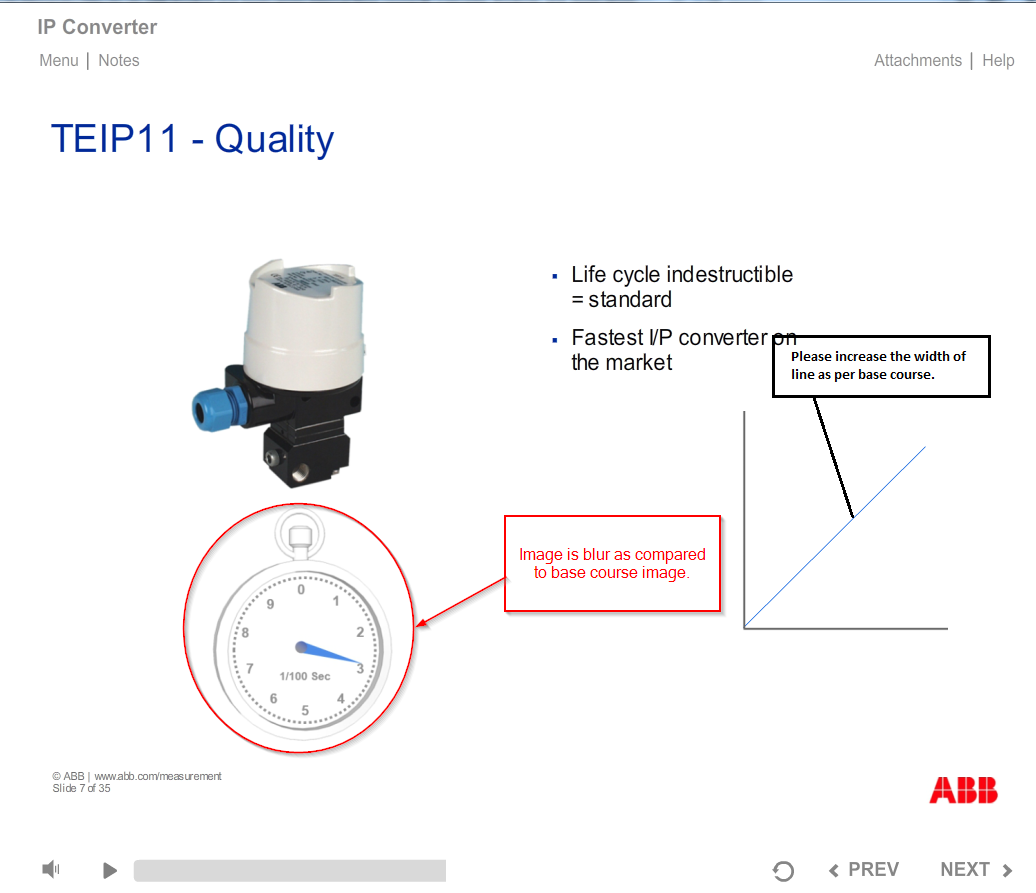 IP Converter
Menu | Notes
Attachments | Help
TEIP11 - Quality
▪ Life cycle indestructible
= standard
▪ Fastest I/P converter on
the market
Please increase the width of
line as per base course.
Image is blur as compared
to base course image.
0
1
2
3
4
5
6
7
8
9
1/100 Sec
© ABB | www.abb.com/measurement
Slide 7 of 35
ABB
PREV
NEXT